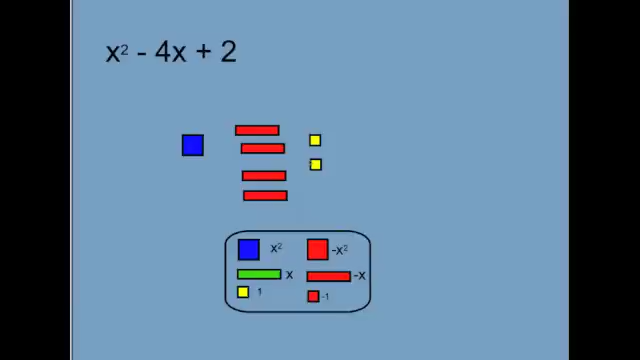 x² - 4x + 2
x² -x²
x -x
1 -1